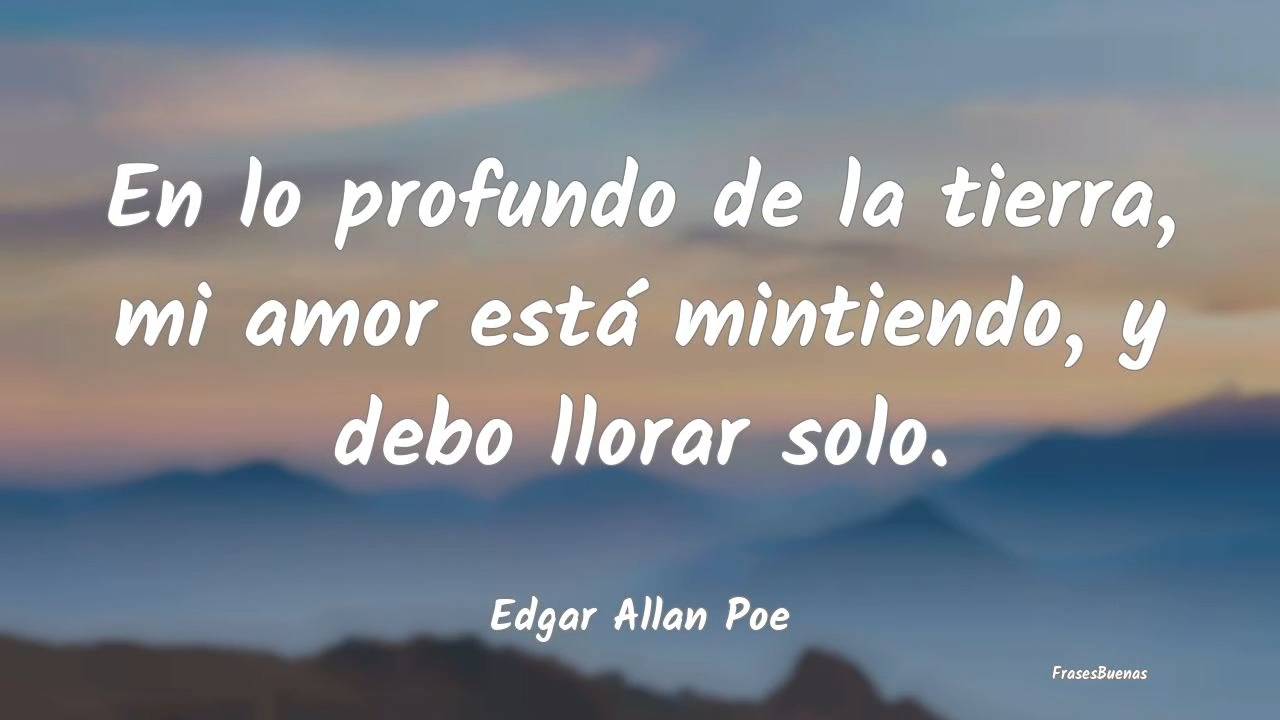 En lo profundo de la tierra,
mi amor está mintiendo, y
debo llorar solo.
Edgar Allan Poe
FrasesBuenas